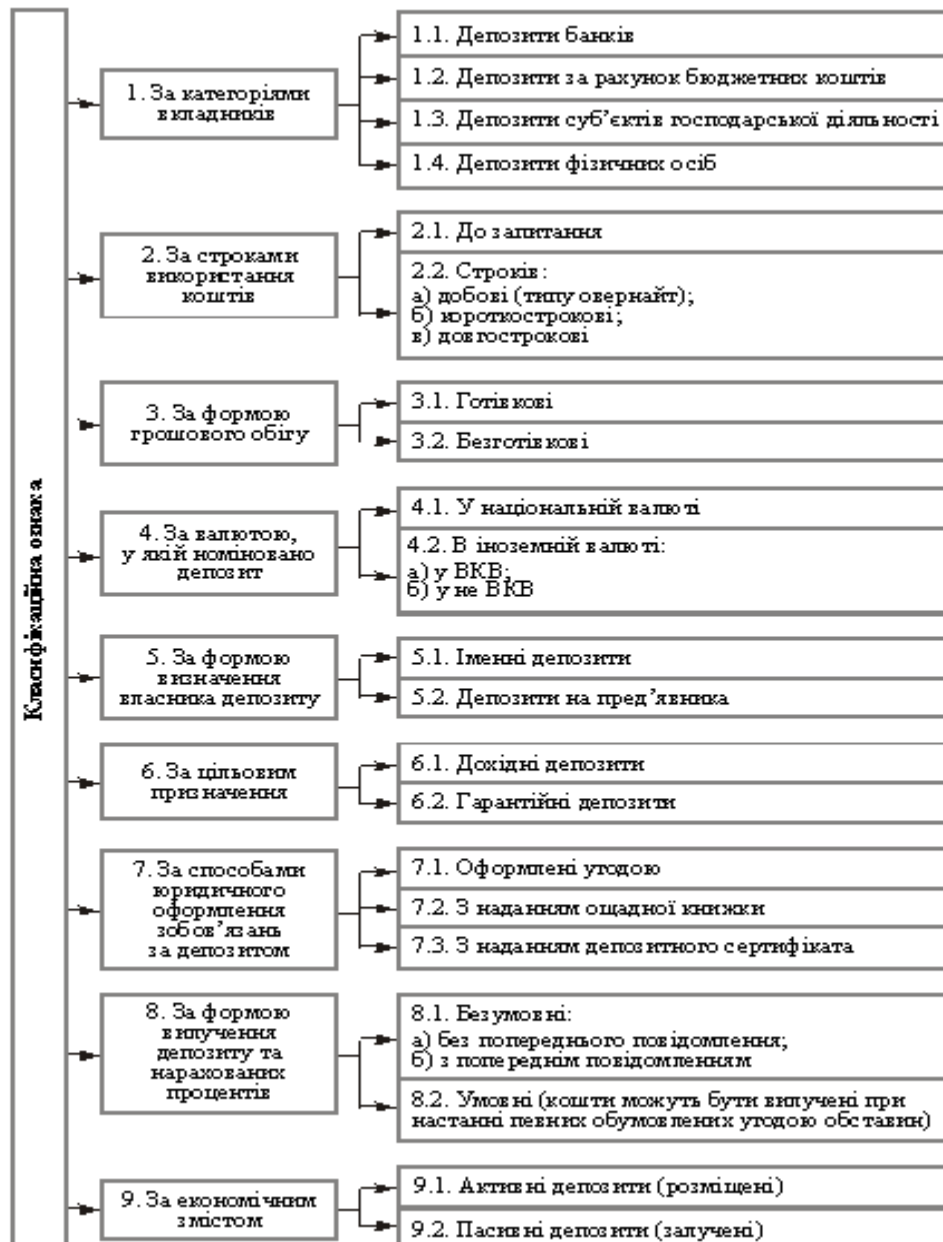 Класифікаційна ознака
1. За категоріями
вкладників
1.1. Депозити банків
1.2. Депозити за рахунок бюджетних коштів
1.3. Депозити суб’єктів господарської діяльності
1.4. Депозити фізичних осіб
2. За строками
використання
коштів
2.1. До запитання
2.2. Строків:
а) добові (типу овернайт);
б) короткострокові;
в) довгострокові
3. За формою
грошового обігу
3.1. Готівкові
3.2. Безготівкові
4. За валютою,
у якій номіновано
депозит
4.1. У національній валюті
4.2. В іноземній валюті:
а) у ВКВ;
б) у не ВКВ
5. За формою
визначення
власника депозиту
5.1. Іменні депозити
5.2. Депозити на пред’явника
6. За цільовим
призначення
6.1. Дохідні депозити
6.2. Гарантійні депозити
7. За способами
юридичного
оформлення
зобов’язань
за депозитом
7.1. Оформлені угодою
7.2. З наданням ощадної книжки
7.3. З наданням депозитного сертифіката
8. За формою
вилучення
депозиту та
нарахованих
процентів
8.1. Безумовні:
а) без попереднього повідомлення;
б) з попереднім повідомленням
8.2. Умовні (кошти можуть бути вилучені при
настанні певних обумовлених угодою обставин)
9. За економічним
змістом
9.1. Активні депозити (розміщені)
9.2. Пасивні депозити (залучені)